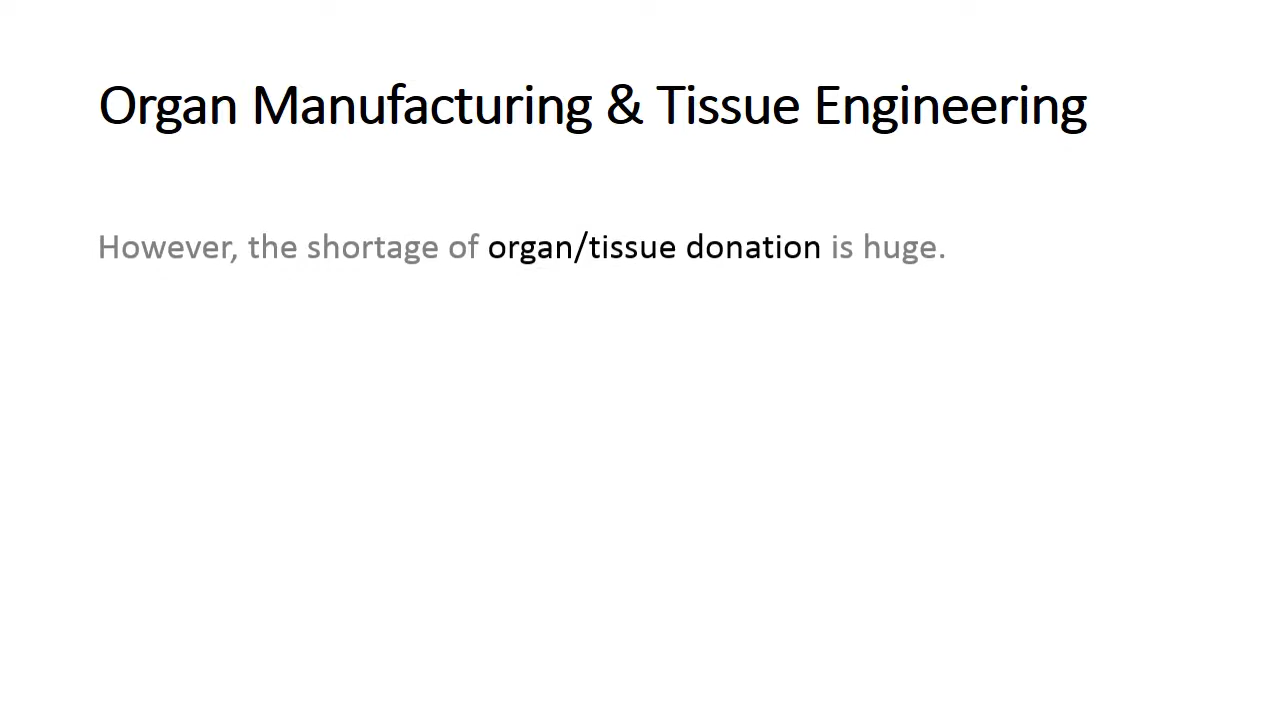 Organ Manufacturing & Tissue Engineering
However, the shortage of organ/tissue donation is huge.